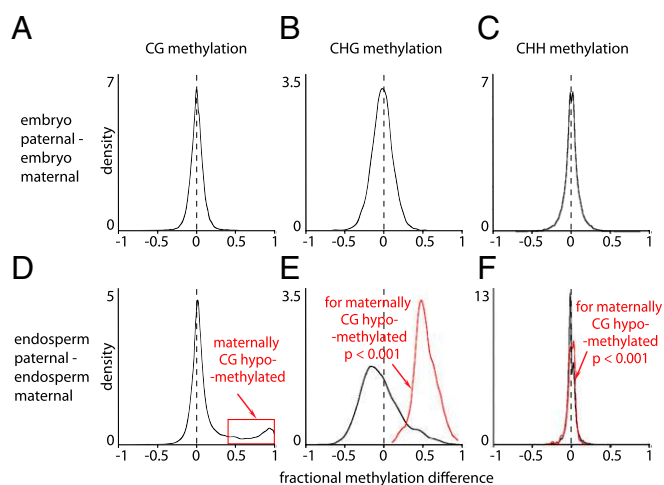 A
B
C
CG methylation
CHG methylation
CHH methylation
embryo
paternal -
embryo
maternal
density
7
0
-1 -0.5 0 0.5 1
3.5
0
-1 -0.5 0 0.5 1
7
0
-1 -0.5 0 0.5 1
D
E
F
endosperm
paternal -
endosperm
maternal
density
5
0
maternally
CG hypo-
-methylated
-1 -0.5 0 0.5 1
3.5
0
for maternally
CG hypo-
-methylated
p < 0.001
-1 -0.5 0 0.5 1
13
0
for maternally
CG hypo-
-methylated
p < 0.001
-1 -0.5 0 0.5 1
fractional methylation difference